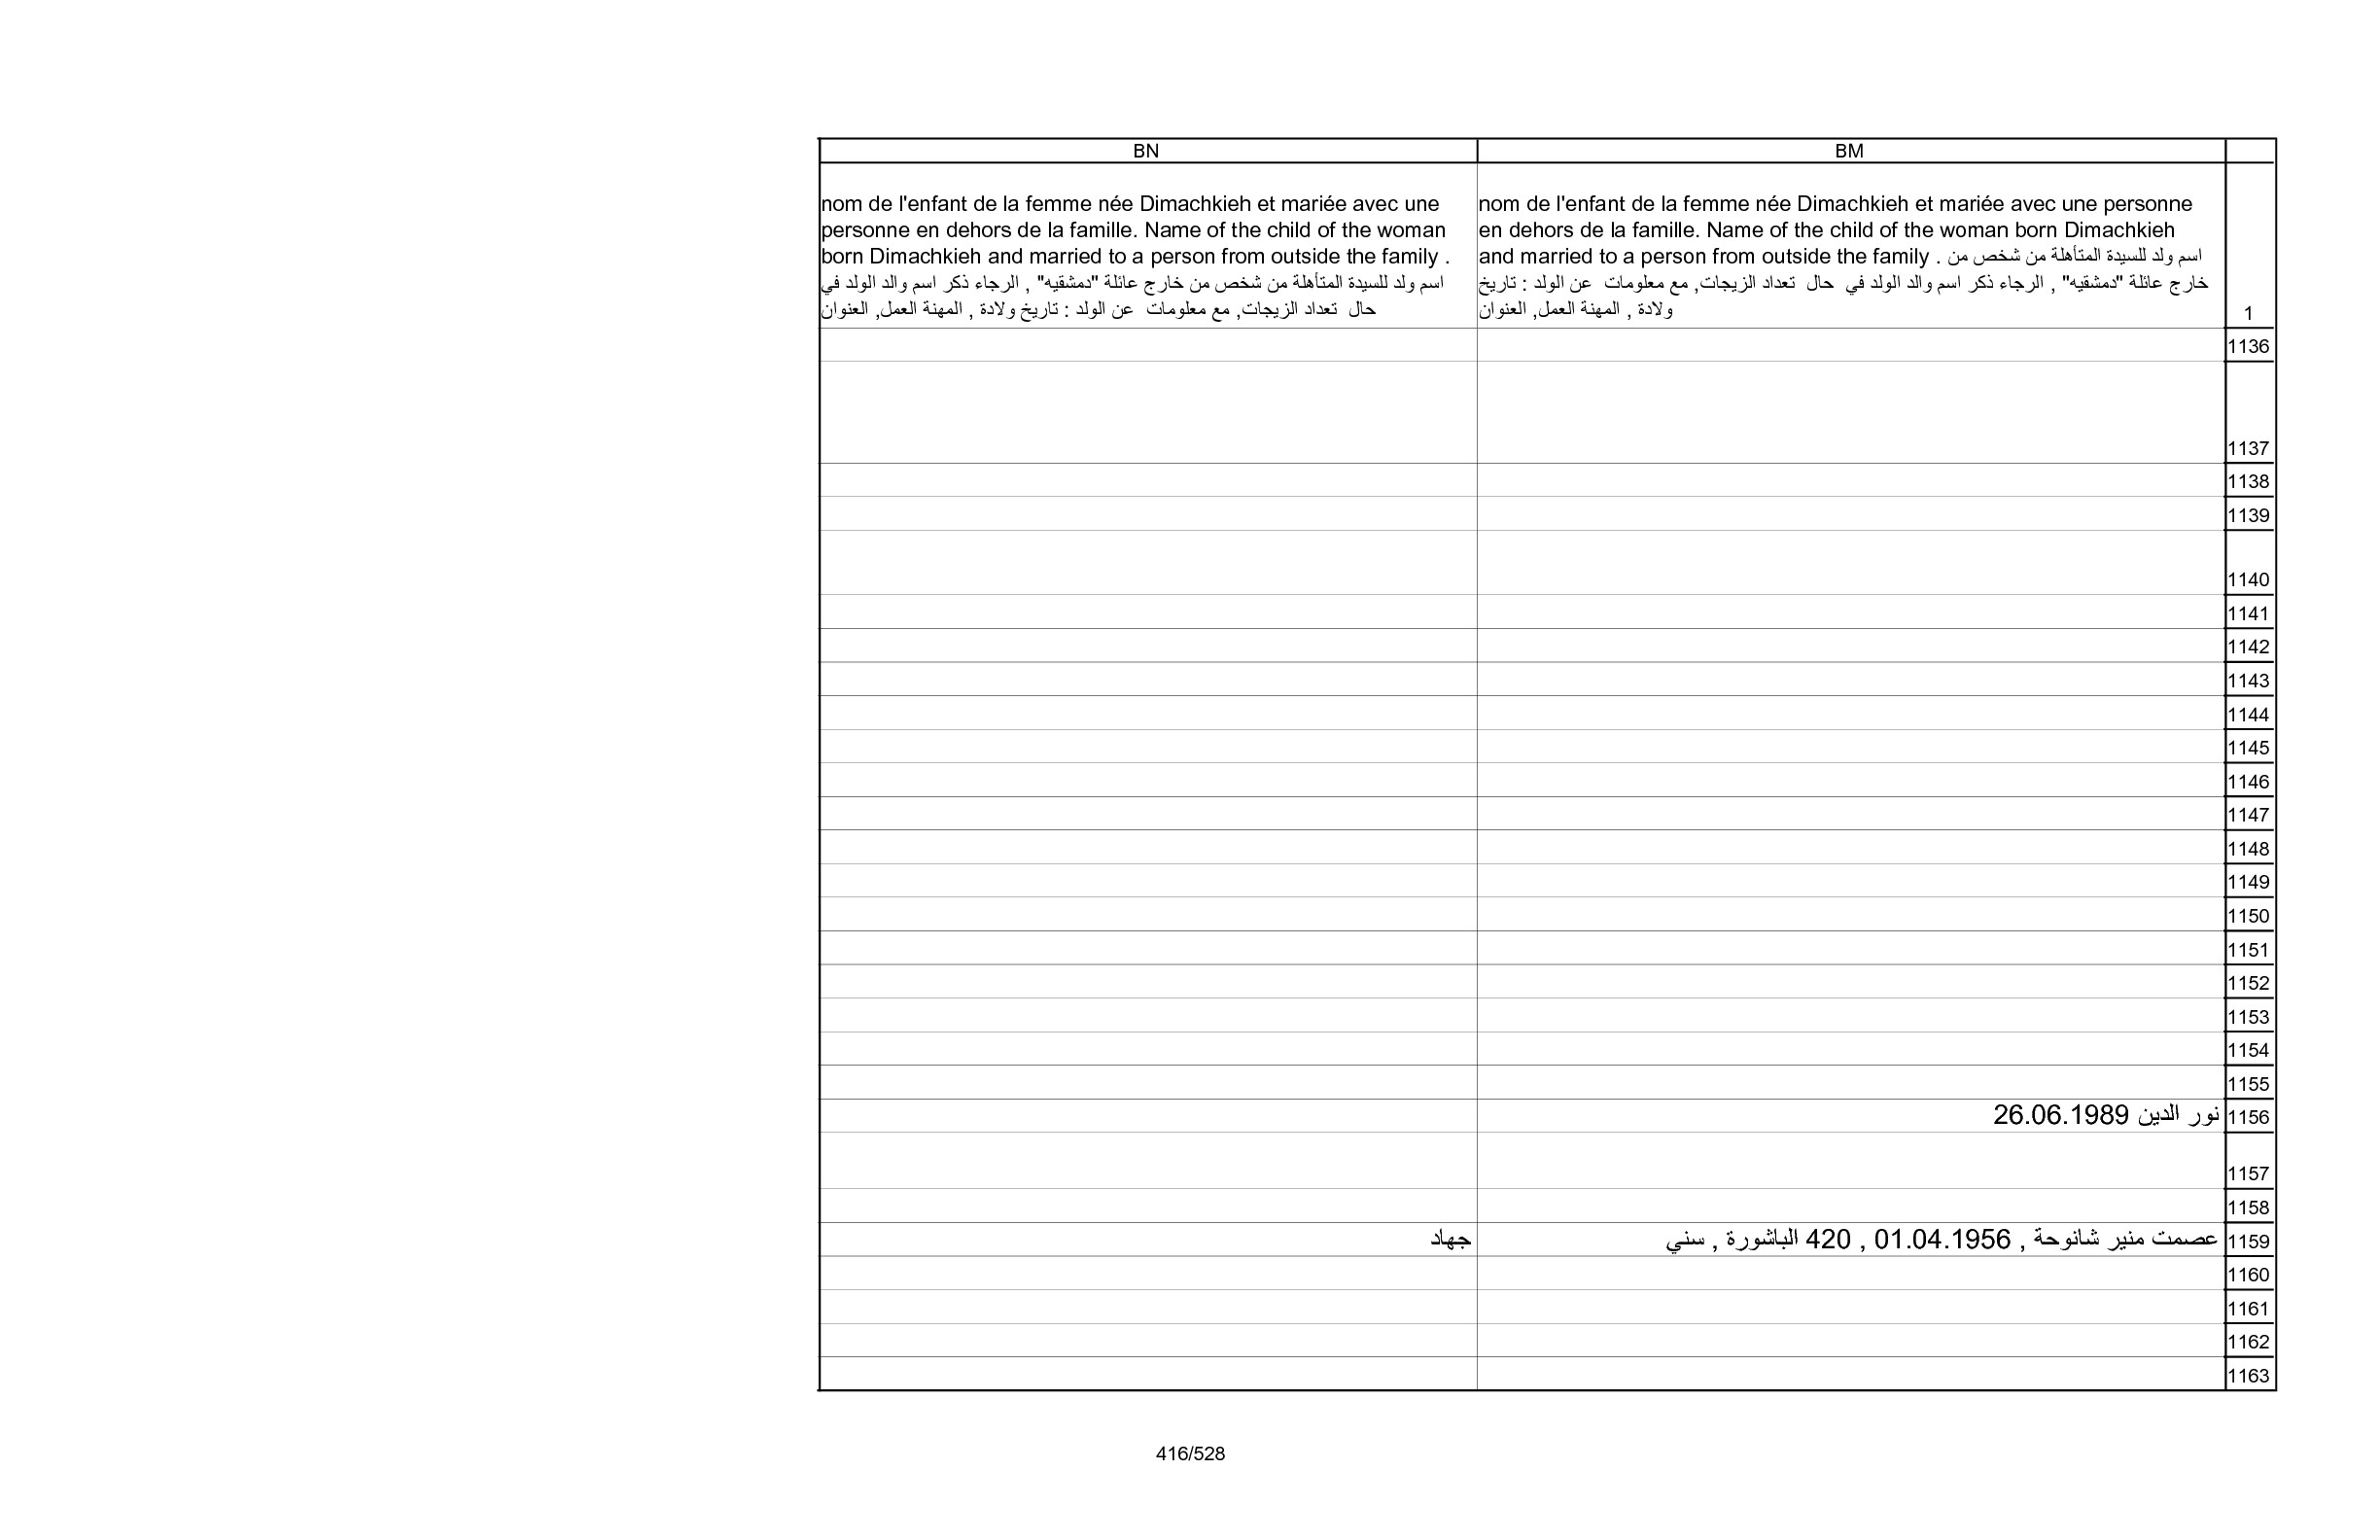 BM
BN
nom de l'enfant de la femme née Dimachkieh et mariée avec une personne
en dehors de la famille. Name of the child of the woman born Dimachkieh
and married to a person from outside the family . اسم ولد للسيدة المتأهلة من شخص من
خارج عائلة "دمشقيه" , الرجاء ذكر اسم والد الولد في حال تعداد الزيجات, مع معلومات عن الولد : تاريخ
ولادة , المهنة العمل, العنوان
nom de l'enfant de la femme née Dimachkieh et mariée avec une
personne en dehors de la famille. Name of the child of the woman
born Dimachkieh and married to a person from outside the family .
اسم ولد للسيدة المتأهلة من شخص من خارج عائلة "دمشقيه" , الرجاء ذكر اسم والد الولد في
حال تعداد الزيجات, مع معلومات عن الولد : تاريخ ولادة , المهنة العمل, العنوان
1
1136
1137
1138
1139
1140
1141
1142
1143
1144
1145
1146
1147
1148
1149
1150
1151
1152
1153
1154
1155
1156 نور الدين 26.06.1989
1157
1158
1159 عصمت منير شانوحة , 01.04.1956 , 420 الباشورة , سني
جهاد
1160
1161
1162
1163
416/528